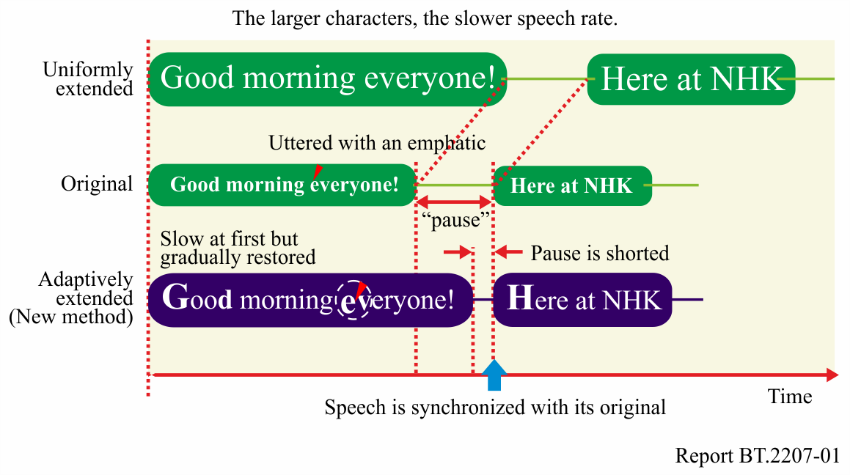 The larger characters, the slower speech rate.
Uniformly
extended
Good morning everyone!
Here at NHK
Uttered with an emphatic
Original
Good morning everyone!
Here at NHK
“pause”
Slow at first but
gradually restored
Pause is shorted
Adaptively
extended
(New method)
Good morning everyone!
Here at NHK
Time
Speech is synchronized with its original
Report BT.2207-01